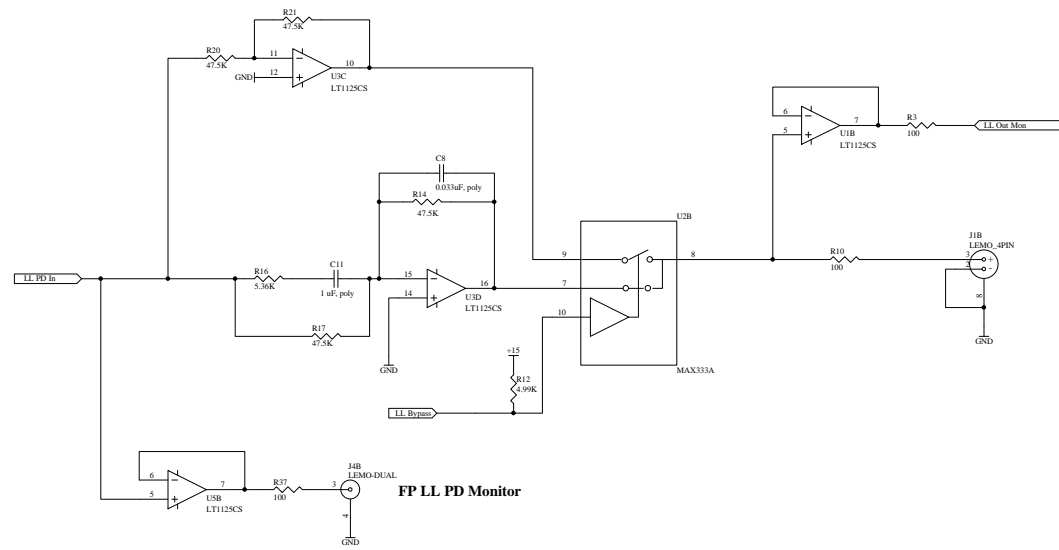 R21
47.5K
R20
47.5K
11
12
10
GND
U3C
LT1125CS
6
5
7
U1B
LT1125CS
R3
100
LL Out Mon
C8
0.033uF, poly
R14
47.5K
U2B
J1B
LEMO_4PIN
LL PD In
R16
5.36K
C11
1 uF, poly
15
14
16
U3D
LT1125CS
9
7
10
8
R10
100
3
2
+
-
8
GND
R17
47.5K
GND
+15
R12
4.99K
MAX333A
LL Bypass
6
5
7
U5B
LT1125CS
R37
100
J4B
LEMO-DUAL
3
4
GND
FP LL PD Monitor